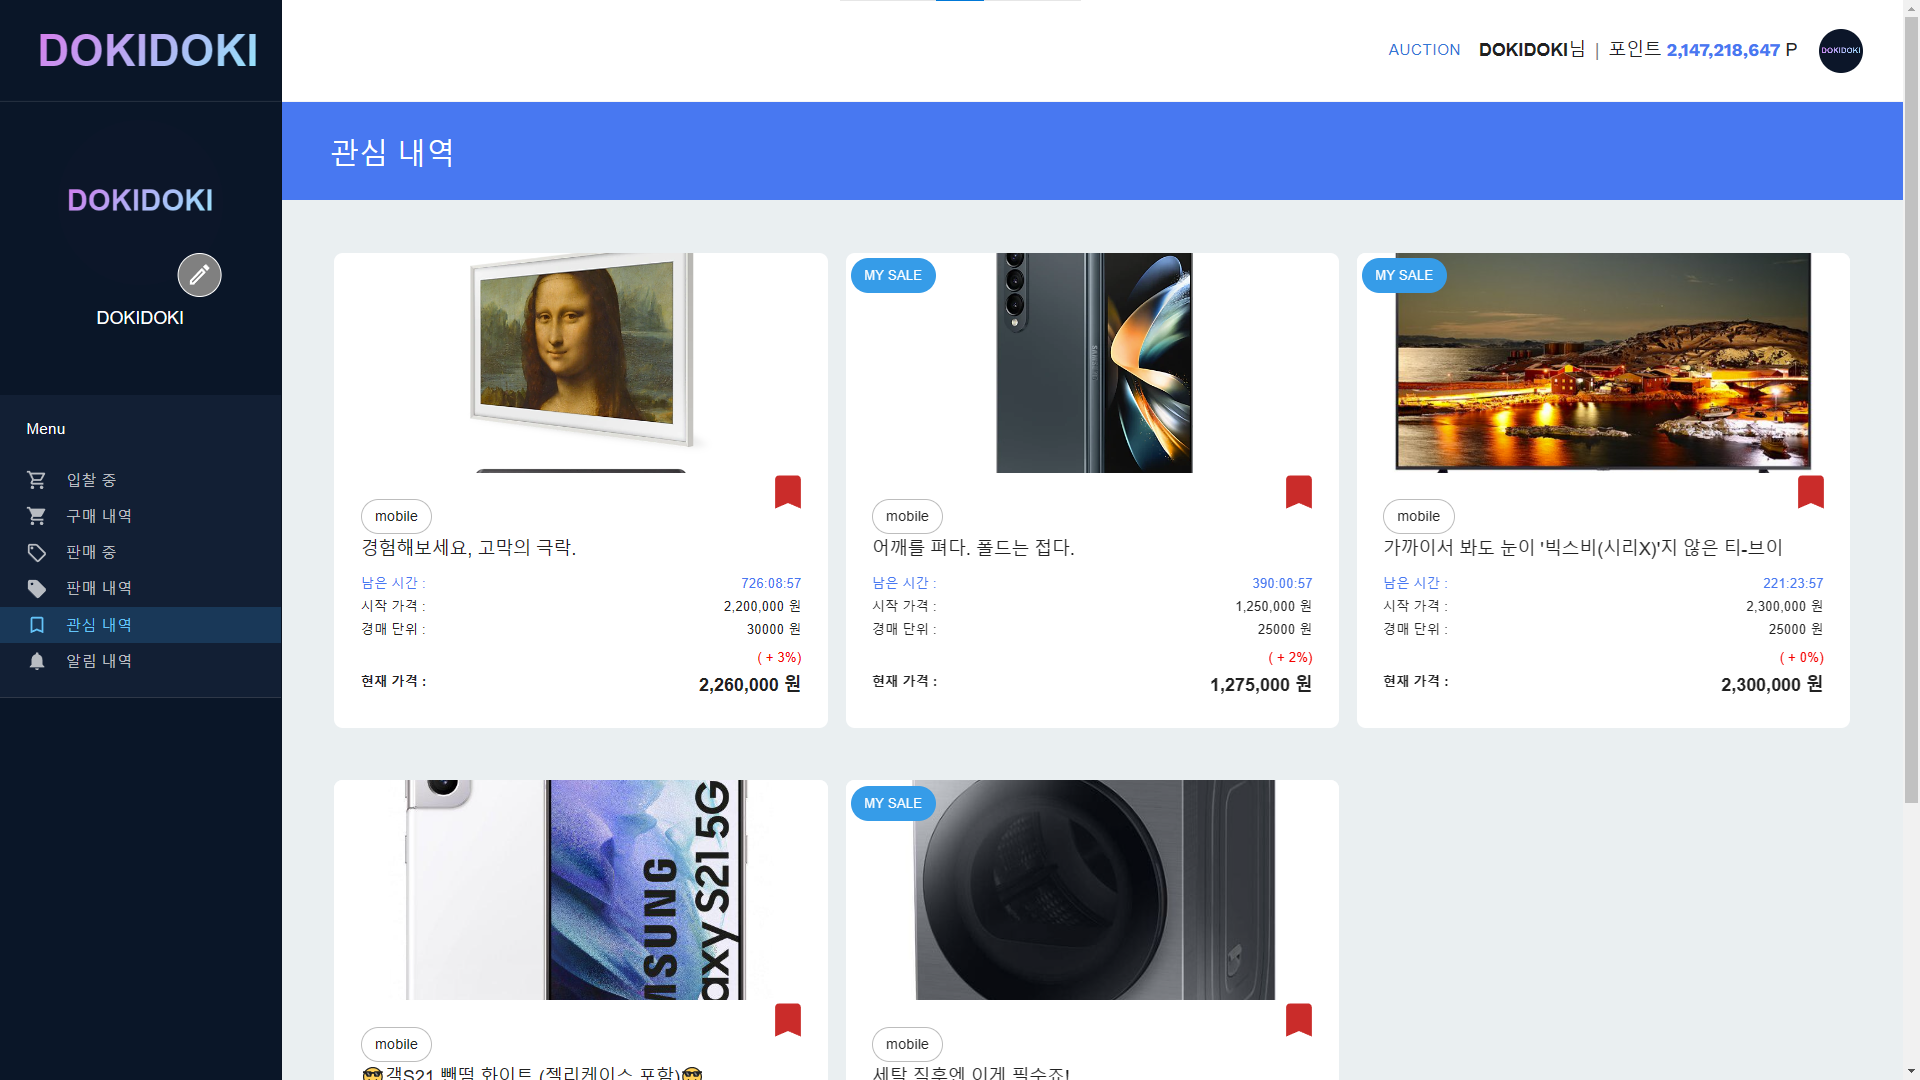 DOKIDOKI
AUCTION DOKIDOKI님 | 포인트 2,147,218,647 P
DOKIDOKI
관심 내역
DOKIDOKI
DOKIDOKI
Menu
입찰 중
구매 내역
판매 중
판매 내역
관심 내역
알림 내역
mobile
경험해보세요, 고막의 극락.
남은 시간 : 726:08:57
시작 가격 : 2,200,000 원
경매 단위 : 30000 원
( + 3%)
현재 가격 : 2,260,000 원
MY SALE
SAMSUNG
mobile
어깨를 펴다. 폴드는 접다.
남은 시간 : 390:00:57
시작 가격 : 1,250,000 원
경매 단위 : 25000 원
( + 2%)
현재 가격 : 1,275,000 원
MY SALE
mobile
가까이서 봐도 눈이 '빅스비(시리X)'지 않은 티-브이
남은 시간 : 221:23:57
시작 가격 : 2,300,000 원
경매 단위 : 25000 원
( + 0%)
현재 가격 : 2,300,000 원
MSUNG
axy S21 5G
mobile
😎갤S21 빼떰 화이트 (젤리케이스 포함)😎
MY SALE
mobile
세탁 직후엔 이게 필수죠!